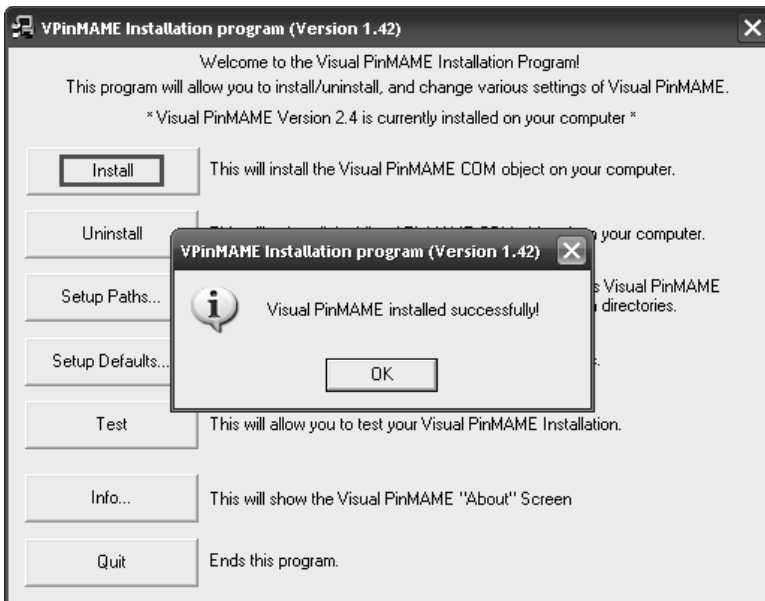 VPinMAME Installation program (Version 1.42)
Welcome to the Visual PinMAME Installation Program!
This program will allow you to install/uninstall, and change various settings of Visual PinMAME.
* Visual PinMAME Version 2.4 is currently installed on your computer *
Install
This will install the Visual PinMAME COM object on your computer.
Uninstall
your computer.
VPinMAME Installation program (Version 1.42)
Setup Paths...
s Visual PinMAME
directories.
Visual PinMAME installed successfully!
Setup Defaults...
OK
Test
This will allow you to test your Visual PinMAME Installation.
Info...
This will show the Visual PinMAME "About" Screen
Quit
Ends this program.